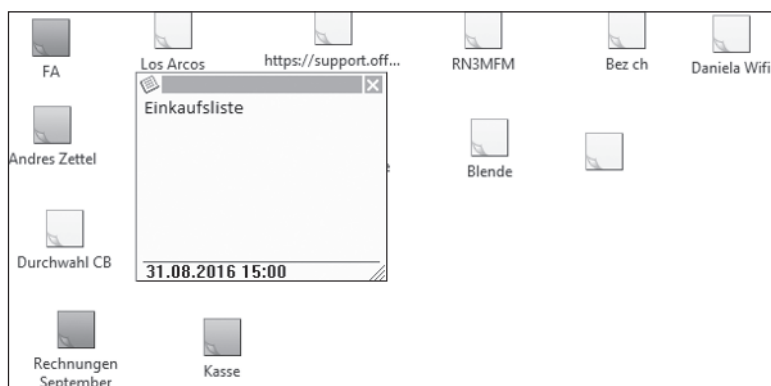 FA
Los Arcos
https://support.off...
RN3MFM
Bez ch
Daniela Wifi
Einkaufsliste
Andres Zettel
Blende
Durchwahl CB
31.08.2016 15:00
Rechnungen
September
Kasse